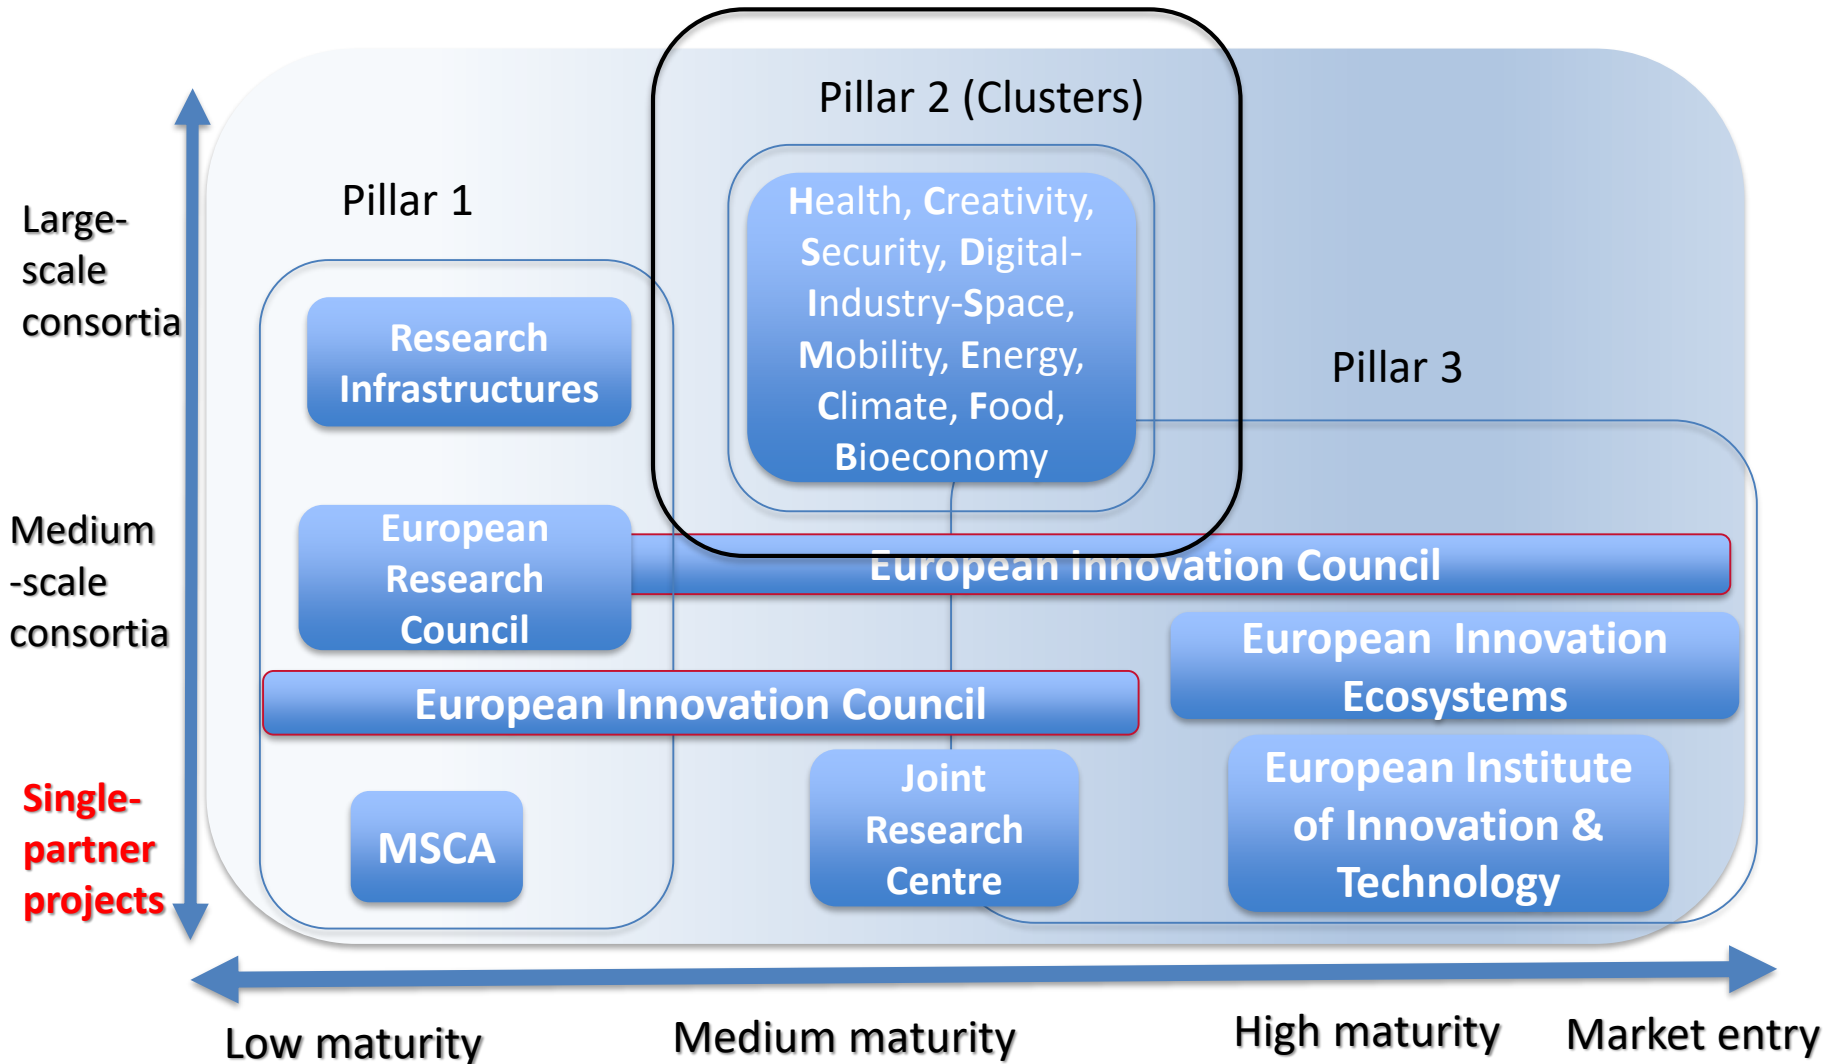 Pillar 2 (Clusters)
Health, Creativity,
Security, Digital-
Industry-Space,
Mobility, Energy,
Climate, Food,
Bioeconomy
Pillar 1
Research
Infrastructures
European
Research
Council
European Innovation Council
MSCA
Pillar 3
European Innovation Council
European  Innovation
Ecosystems
Joint
Research
Centre
European Institute
of Innovation &
Technology
Large-
scale
consortia
Medium
-scale
consortia
Single-
partner
projects
Low maturity
Medium maturity
High maturity
Market entry